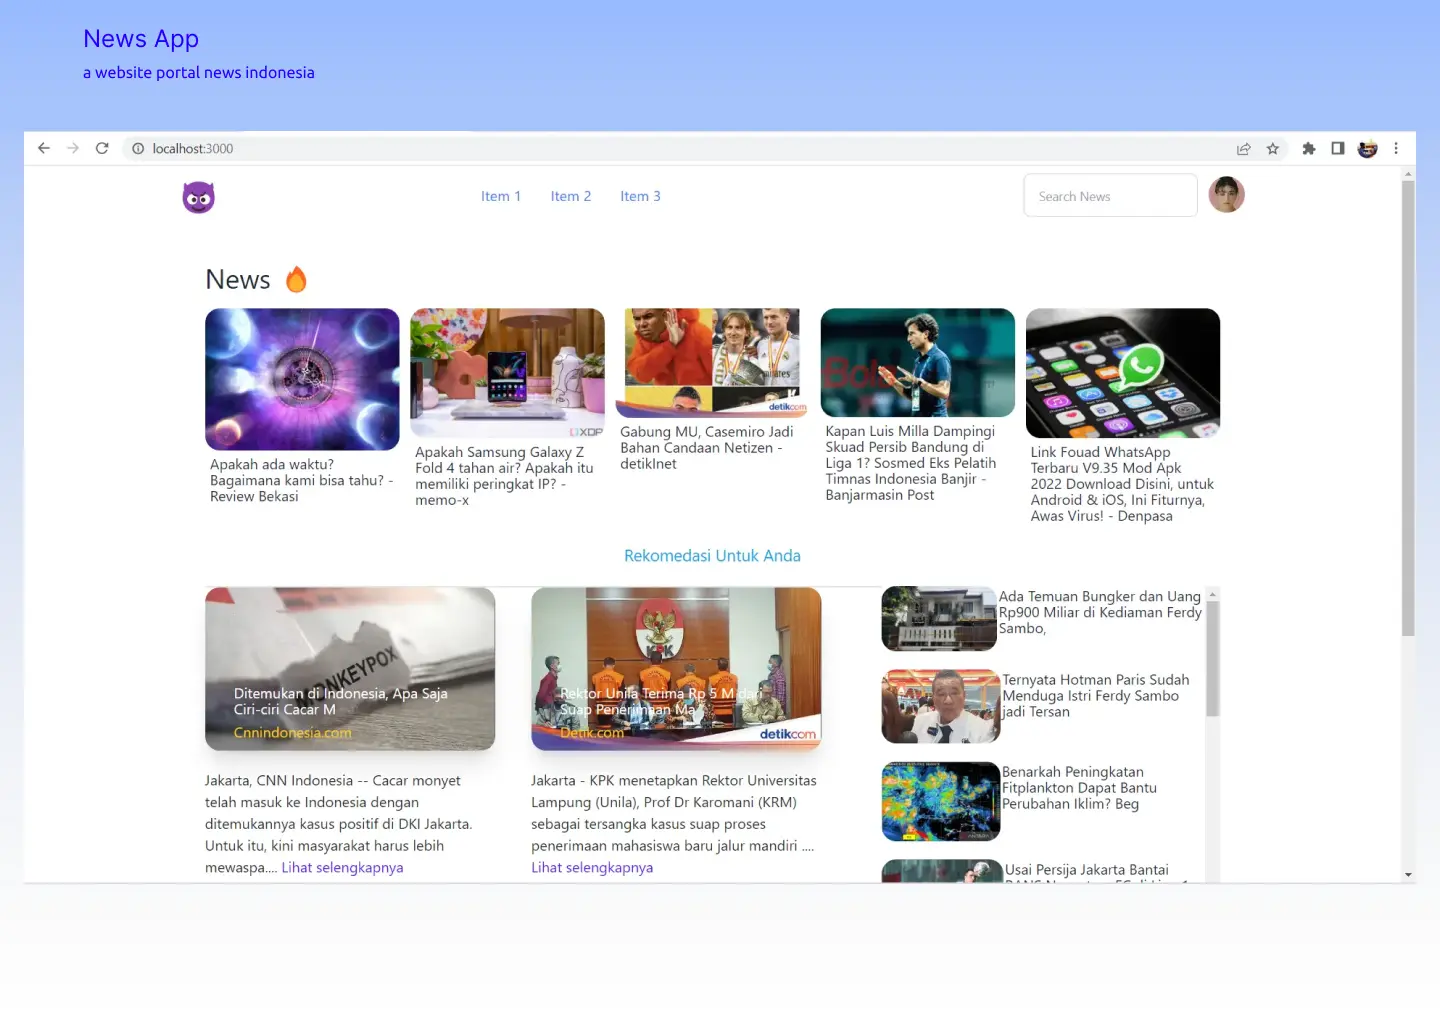 News App
a website portal news indonesia
localhost:3000
Item 1
Item 2
Item 3
Search News
News
XDP
detikcom
Bola
Apakah ada waktu?
Bagaimana kami bisa tahu? -
Review Bekasi
Apakah Samsung Galaxy Z
Fold 4 tahan air? Apakah itu
memiliki peringkat IP? -
memo-x
Gabung MU, Casemiro Jadi
Bahan Candaan Netizen -
detikInet
Kapan Luis Milla Dampingi
Skuad Persib Bandung di
Liga 1? Sosmed Eks Pelatih
Timnas Indonesia Banjir -
Banjarmasin Post
Link Fouad WhatsApp
Terbaru V9.35 Mod Apk
2022 Download Disini, untuk
Android & iOS, Ini Fiturnya,
Awas Virus! - Denpasa
Rekomedasi Untuk Anda
MONKEYPOX
Ditemukan di Indonesia, Apa Saja
Ciri-ciri Cacar M
Cnnindonesia.com
Jakarta, CNN Indonesia -- Cacar monyet
telah masuk ke Indonesia dengan
ditemukannya kasus positif di DKI Jakarta.
Untuk itu, kini masyarakat harus lebih
mewaspa.... Lihat selengkapnya
KPK
Rektor Unila Terima Rp 5 M dari
Suap Penerimaan Ma
Detik.com
detikcom
Jakarta - KPK menetapkan Rektor Universitas
Lampung (Unila), Prof Dr Karomani (KRM)
sebagai tersangka kasus suap proses
penerimaan mahasiswa baru jalur mandiri ....
Lihat selengkapnya
Ada Temuan Bungker dan Uang
Rp900 Miliar di Kediaman Ferdy
Sambo,
Ternyata Hotman Paris Sudah
Menduga Istri Ferdy Sambo
jadi Tersan
Benarkah Peningkatan
Fitplankton Dapat Bantu
Perubahan Iklim? Beg
Usai Persija Jakarta Bantai